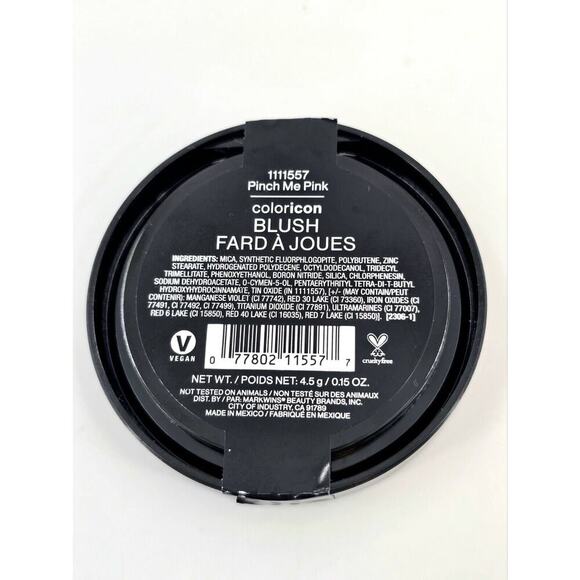 1111557
Pinch Me Pink
coloricon
BLUSH
FARD À JOUES
INGREDIENTS: MICA, SYNTHETIC FLUORPHLOGOPITE, POLYBUTENE, ZINC
STEARATE, HYDROGENATED POLYDECENE, OCTYLDODECANOL, TRIDECYL
TRIMELLITATE, PHENOXYETHANOL, BORON NITRIDE, SILICA, CHLORPHENESIN,
SODIUM DEHYDROACETATE, O-CYMEN-5-OL, PENTAERYTHRITYL TETRA-DI-T-BUTYL
HYDROXYHYDROCINNAMATE, TIN OXIDE (IN 1111557). [+/- (MAY CONTAIN/PEUT
CONTENIR): MANGANESE VIOLET (CI 77742), RED 30 LAKE (CI 73360), IRON OXIDES (CI
77491, CI 77492, CI 77499), TITANIUM DIOXIDE (CI 77891), ULTRAMARINES (CI 77007),
RED 6 LAKE (CI 15850), RED 40 LAKE (CI 16035), RED 7 LAKE (CI 15850)]. [2306-1]
V
VEGAN
0 77802 11557 7
crueltyfree
NET WT. / POIDS NET: 4.5 g / 0.15 OZ.
NOT TESTED ON ANIMALS / NON TESTÉ SUR DES ANIMAUX
DIST. BY / PAR: MARKWINS® BEAUTY BRANDS, INC.
CITY OF INDUSTRY, CA 91789
MADE IN MEXICO / FABRIQUÉ EN MEXIQUE